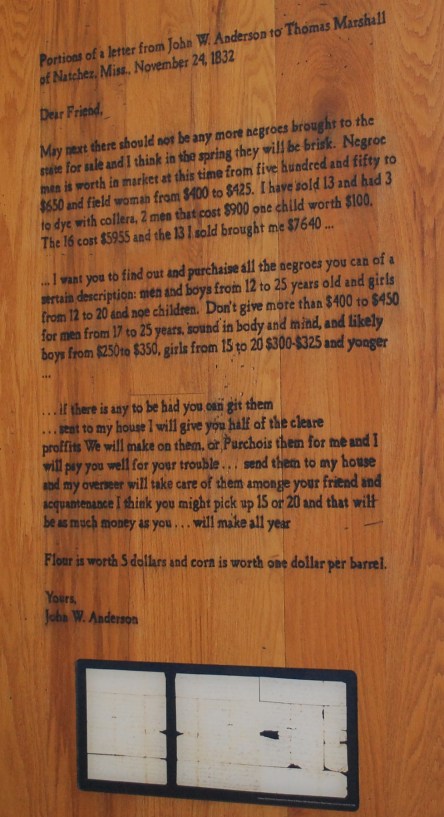 Portions of a letter from John W. Anderson to Thomas Marshall
of Natchez, Miss., November 24, 1832
Dear Friend,
May next there should not be any more negroes brought to the
state for sale and I think in the spring they will be brisk. Negroe
men is worth in market at this time from five hundred and fifty to
$650 and field woman from $400 to $425. I have sold 13 and had 3
to dye with collera, 2 men that cost $900 one child worth $100.
The 16 cost $5955 and the 13 I sold brought me $7640 ...
... I want you to find out and purchaise all the negroes you can of a
sertain description: men and boys from 12 to 25 years old and girls
from 12 to 20 and noe children. Don't give more than $400 to $450
for men from 17 to 25 years, sound in body and mind, and likely
boys from $250to $350, girls from 15 to 20 $300-$325 and yonger
...
...if there is any to be had you can git them
...sent to my house I will give you half of the cleare
proffits We will make on them, or Purchois them for me and I
will pay you well for your trouble ... send them to my house
and my overseer will take care of them amonge your friend and
acquantenance I think you might pick up 15 or 20 and that will
be as much money as you ... will make all year
Flour is worth 5 dollars and corn is worth one dollar per barrel.
Yours,
John W. Anderson